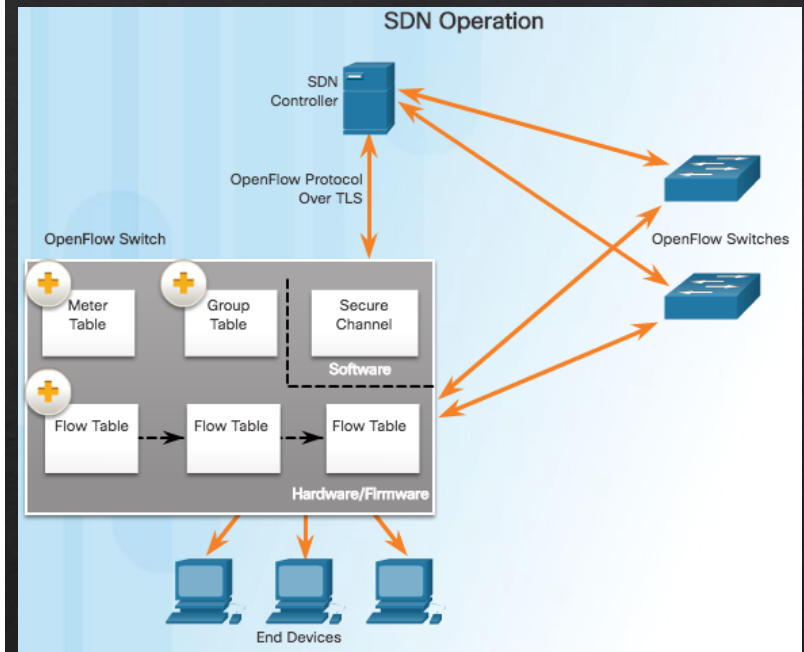 SDN Operation
SDN
Controller
OpenFlow Protocol
Over TLS
OpenFlow Switch
OpenFlow Switches
Meter
Table
Group
Table
Secure
Channel
Software
Flow Table
Flow Table
Flow Table
Hardware/Firmware
End Devices